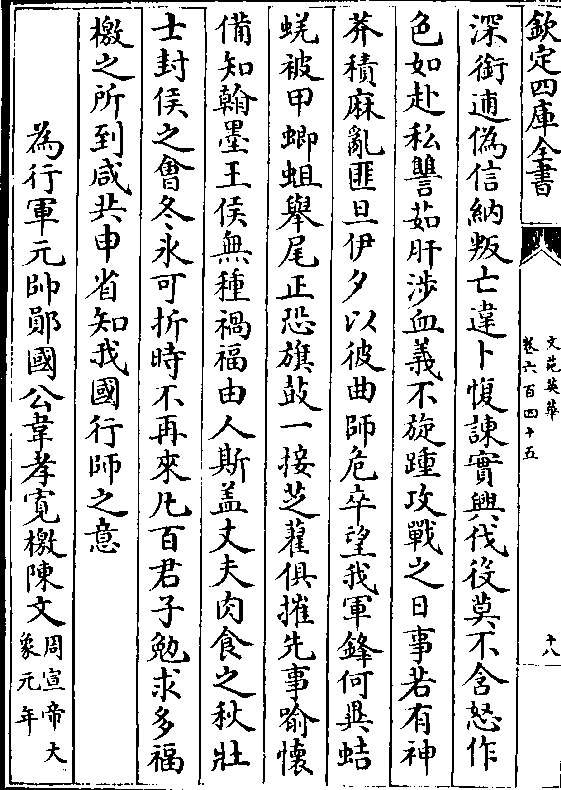 欽定四庫全書
文苑英華
卷六百四十五
十八
深銜逋偽信納叛亡違卜愎諫實興伐役莫不含怒作
色如赴私讐茹肝涉血義不旋踵攻戰之日事若有神
莽積麻亂匪旦伊夕以彼曲師危卒望我軍鋒何異蛣
蜣被甲蝍蛆舉尾正恐旗鼓一接芝藋俱摧先事喻懷
備知翰墨王侯無種禍福由人斯盖丈夫肉食之秋壯
士封侯之會冬氷可折時不再來凡百君子勉求多福
檄之所到咸共申省知我國行師之意
為行軍元帥鄖國公韋孝寛檄陳文周宣帝大
象元年